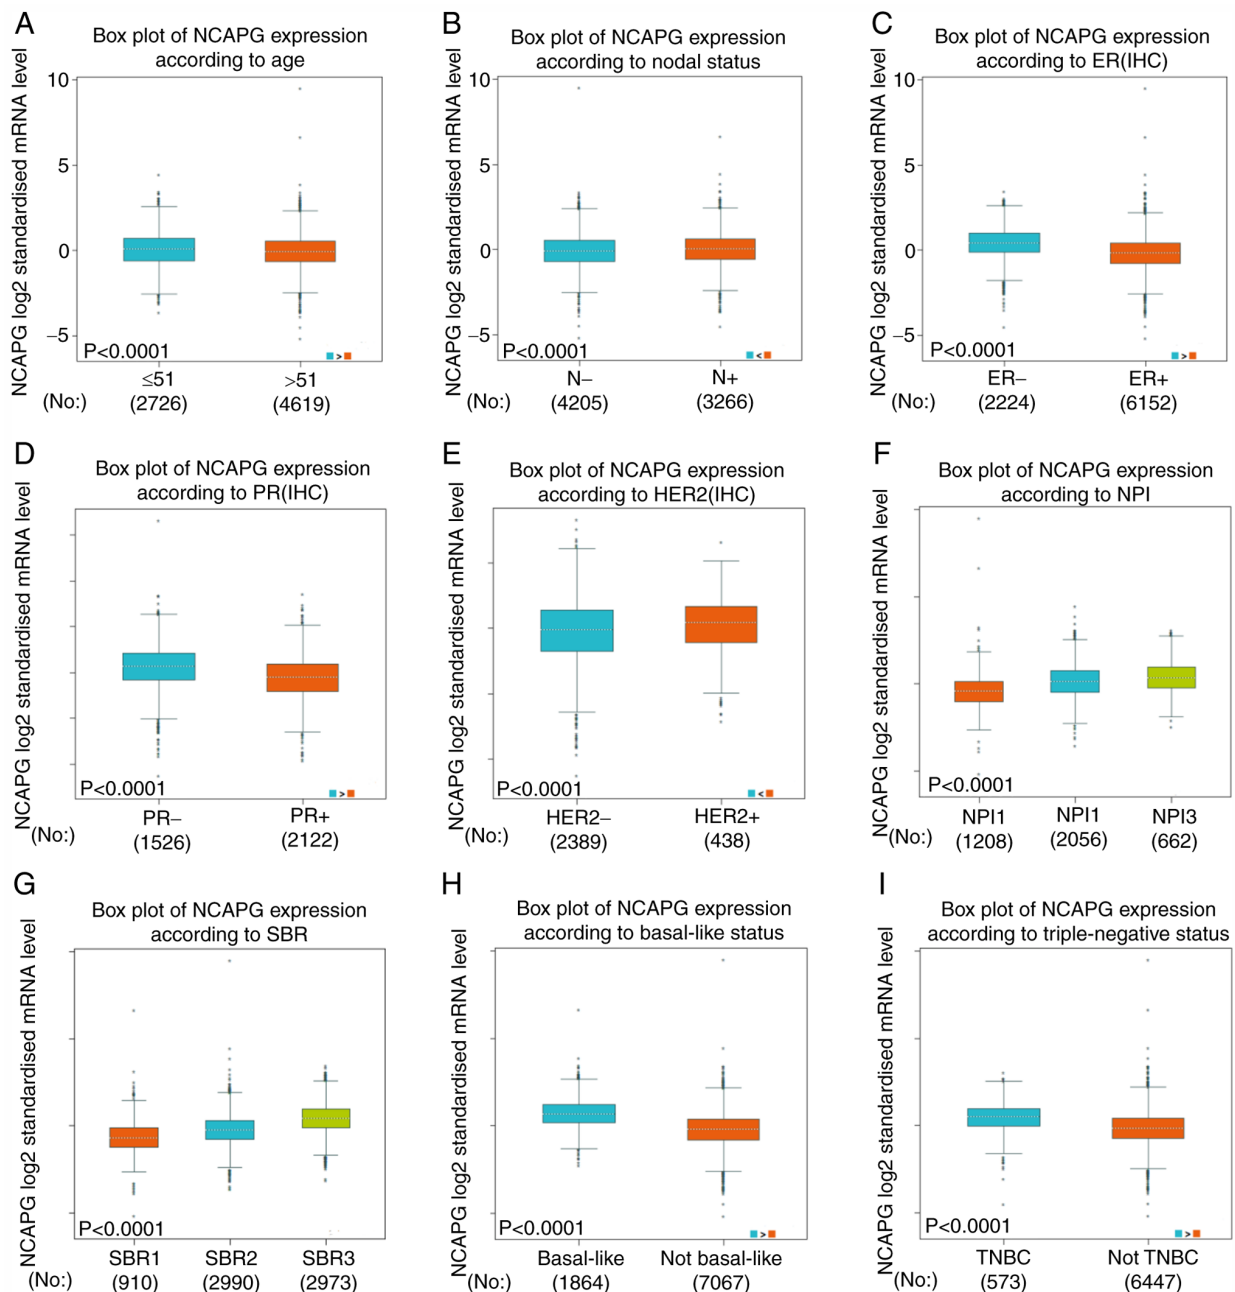 A
Box plot of NCAPG expression
according to age
NCAPG log2 standardised mRNA level
10
5
0
−5
P<0.0001
>
≤51
>51
(No:)
(2726)
(4619)
B
Box plot of NCAPG expression
according to nodal status
NCAPG log2 standardised mRNA level
10
5
0
−5
P<0.0001
<
N−
N+
(No:)
(4205)
(3266)
C
Box plot of NCAPG expression
according to ER(IHC)
NCAPG log2 standardised mRNA level
10
5
0
−5
P<0.0001
>
ER−
ER+
(No:)
(2224)
(6152)
D
Box plot of NCAPG expression
according to PR(IHC)
NCAPG log2 standardised mRNA level
P<0.0001
>
PR−
PR+
(No:)
(1526)
(2122)
E
Box plot of NCAPG expression
according to HER2(IHC)
NCAPG log2 standardised mRNA level
P<0.0001
<
HER2−
HER2+
(No:)
(2389)
(438)
F
Box plot of NCAPG expression
according to NPI
NCAPG log2 standardised mRNA level
P<0.0001
NPI1
NPI1
NPI3
(No:)
(1208)
(2056)
(662)
G
Box plot of NCAPG expression
according to SBR
NCAPG log2 standardised mRNA level
P<0.0001
SBR1
SBR2
SBR3
(No:)
(910)
(2990)
(2973)
H
Box plot of NCAPG expression
according to basal-like status
NCAPG log2 standardised mRNA level
P<0.0001
>
Basal-like
Not basal-like
(No:)
(1864)
(7067)
I
Box plot of NCAPG expression
according to triple-negative status
NCAPG log2 standardised mRNA level
P<0.0001
>
TNBC
Not TNBC
(No:)
(573)
(6447)